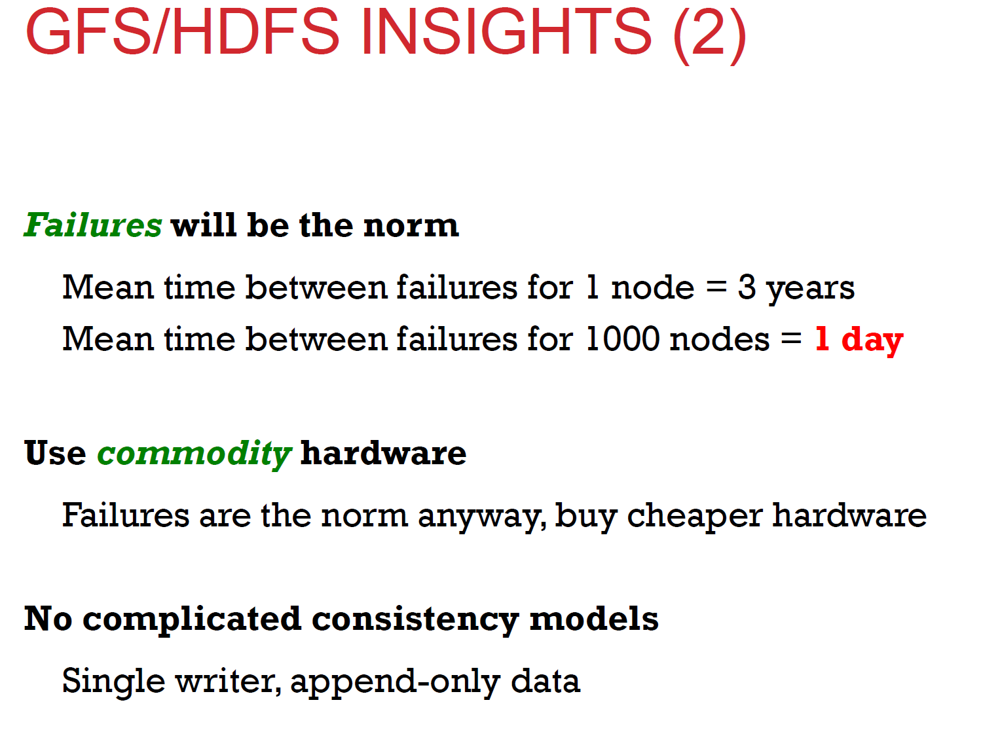 GFS/HDFS INSIGHTS (2)
Failures will be the norm
Mean time between failures for 1 node = 3 years
Mean time between failures for 1000 nodes = 1 day
Use commodity hardware
Failures are the norm anyway, buy cheaper hardware
No complicated consistency models
Single writer, append-only data